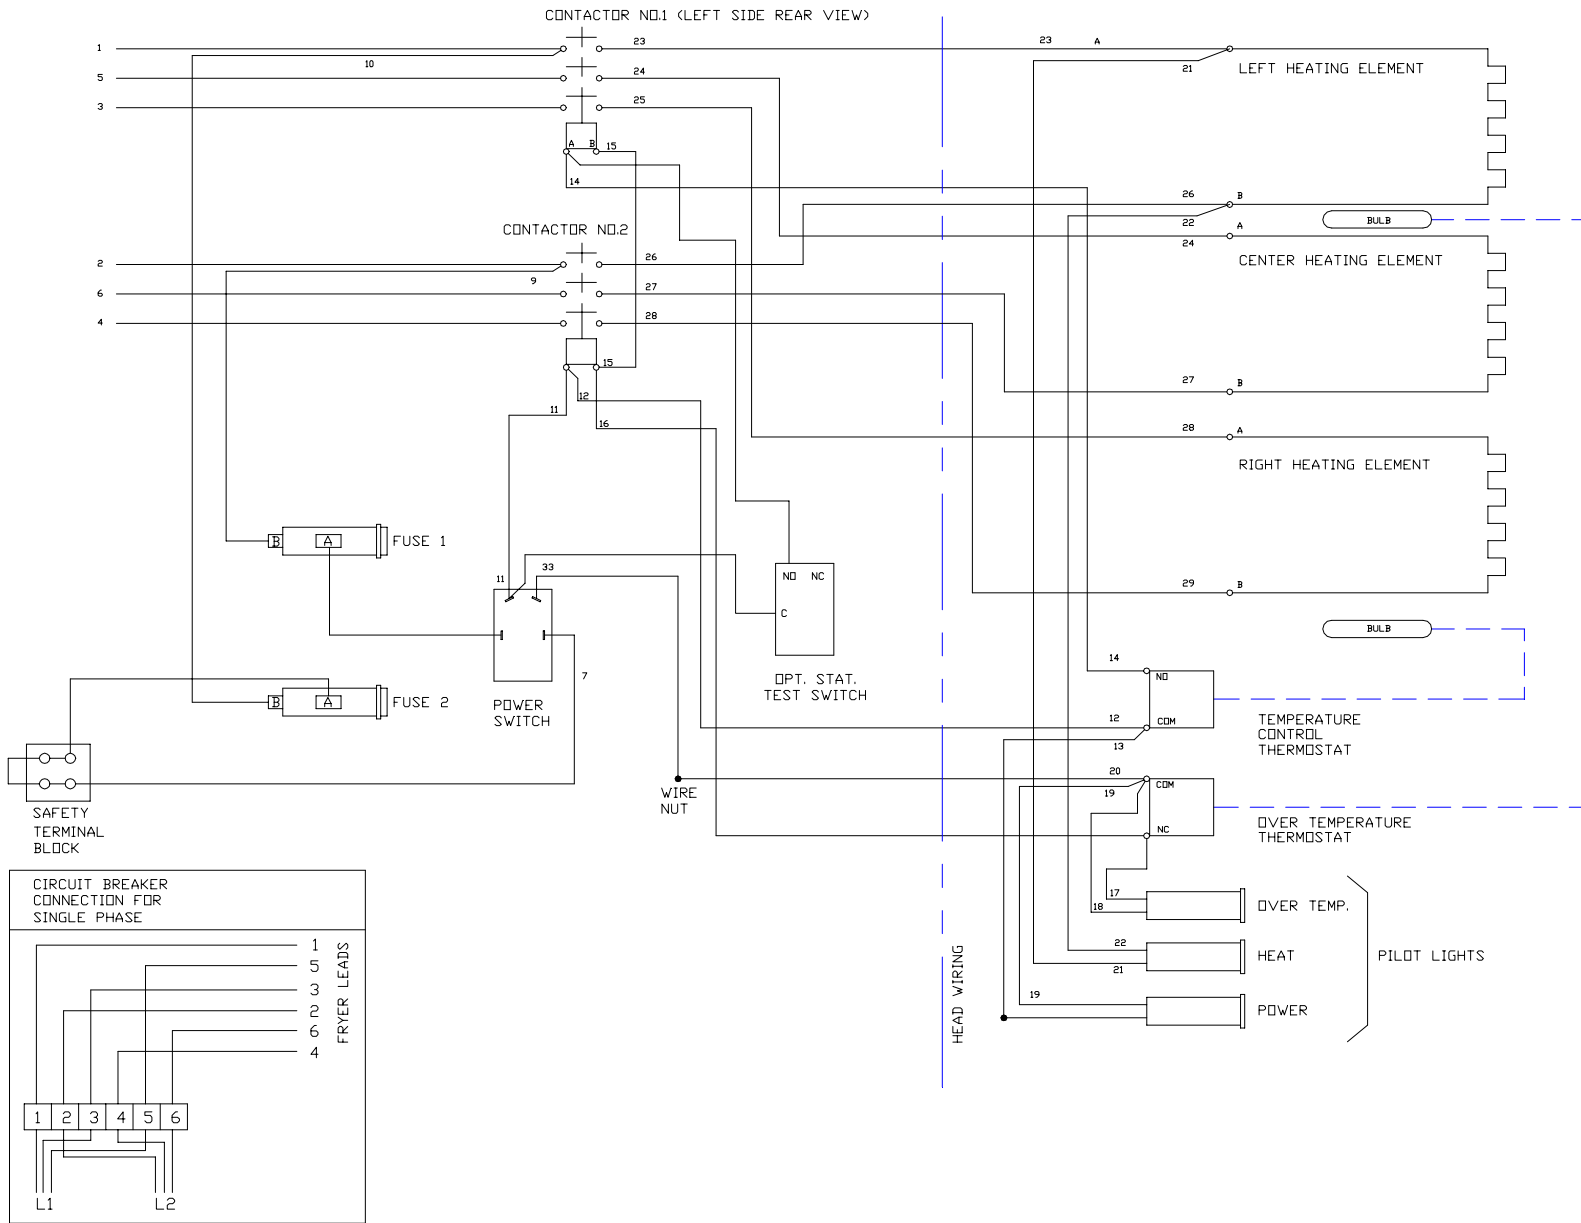 CONTACTOR NO.1 (LEFT SIDE REAR VIEW)
1
10
5
3
23
24
25
A B
15
14
23 A
21
LEFT HEATING ELEMENT
26 B
22
BULB
CONTACTOR NO.2
2
9
6
4
26
27
28
15
12
11
16
A
24
CENTER HEATING ELEMENT
27 B
28 A
RIGHT HEATING ELEMENT
29 B
BULB
B A FUSE 1
11 33
NO NC
C
OPT. STAT.
TEST SWITCH
POWER
SWITCH
7
B A FUSE 2
SAFETY
TERMINAL
BLOCK
WIRE
NUT
14
NO
12
COM
13
TEMPERATURE
CONTROL
THERMOSTAT
20
COM
19
NC
OVER TEMPERATURE
THERMOSTAT
17
18
OVER TEMP.
22
21
HEAT
19
POWER
PILOT LIGHTS
HEAD WIRING
CIRCUIT BREAKER
CONNECTION FOR
SINGLE PHASE
1
5
3
2
6
4
FRYER LEADS
1 2 3 4 5 6
L1 L2